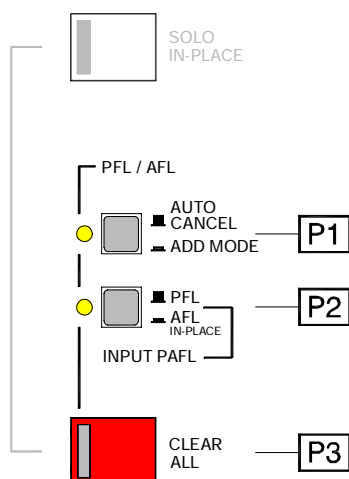 SOLO
IN-PLACE
PFL / AFL
AUTO
CANCEL
ADD MODE
P1
PFL
AFL
IN-PLACE
P2
INPUT PAFL
CLEAR
ALL
P3